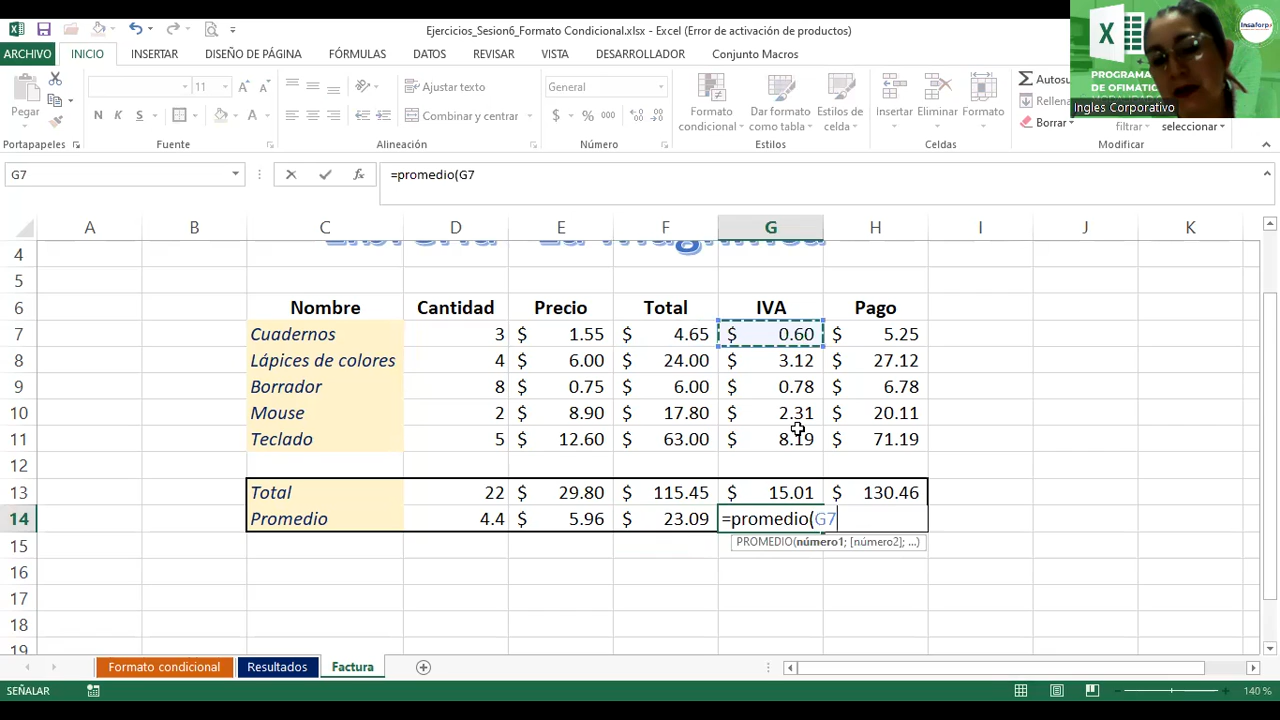 Ejercicios_Sesion6_Formato Condicional.xlsx - Excel (Error de activación de productos)
Insaforp
ARCHIVO INICIO INSERTAR DISEÑO DE PÁGINA FÓRMULAS DATOS REVISAR VISTA DESARROLLADOR Conjunto Macros
PROGRAMA
DE OFIMATIC
Ingles Corporativo
Pegar
11
Ajustar texto
General
Formato condicional
Dar formato como tabla
Estilos de celda
Insertar
Eliminar
Formato
Autosu
Rellena
Borrar
filtrar
seleccionar
N K S
Combinar y centrar
$ % 000
Portapapeles Fuente Alineación Número Estilos Celdas Modificar
G7 =promedio(G7
A B C D E F G H I J K
4
5
6 Nombre Cantidad Precio Total IVA Pago
7 Cuadernos 3 $ 1.55 $ 4.65 $ 0.60 $ 5.25
8 Lápices de colores 4 $ 6.00 $ 24.00 $ 3.12 $ 27.12
9 Borrador 8 $ 0.75 $ 6.00 $ 0.78 $ 6.78
10 Mouse 2 $ 8.90 $ 17.80 $ 2.31 $ 20.11
11 Teclado 5 $ 12.60 $ 63.00 $ 8.19 $ 71.19
12
13 Total 22 $ 29.80 $ 115.45 $ 15.01 $ 130.46
14 Promedio 4.4 $ 5.96 $ 23.09 =promedio(G7
15 PROMEDIO(número1; [número2]; ...)
16
17
18
19
Formato condicional Resultados Factura
SEÑALAR 140 %